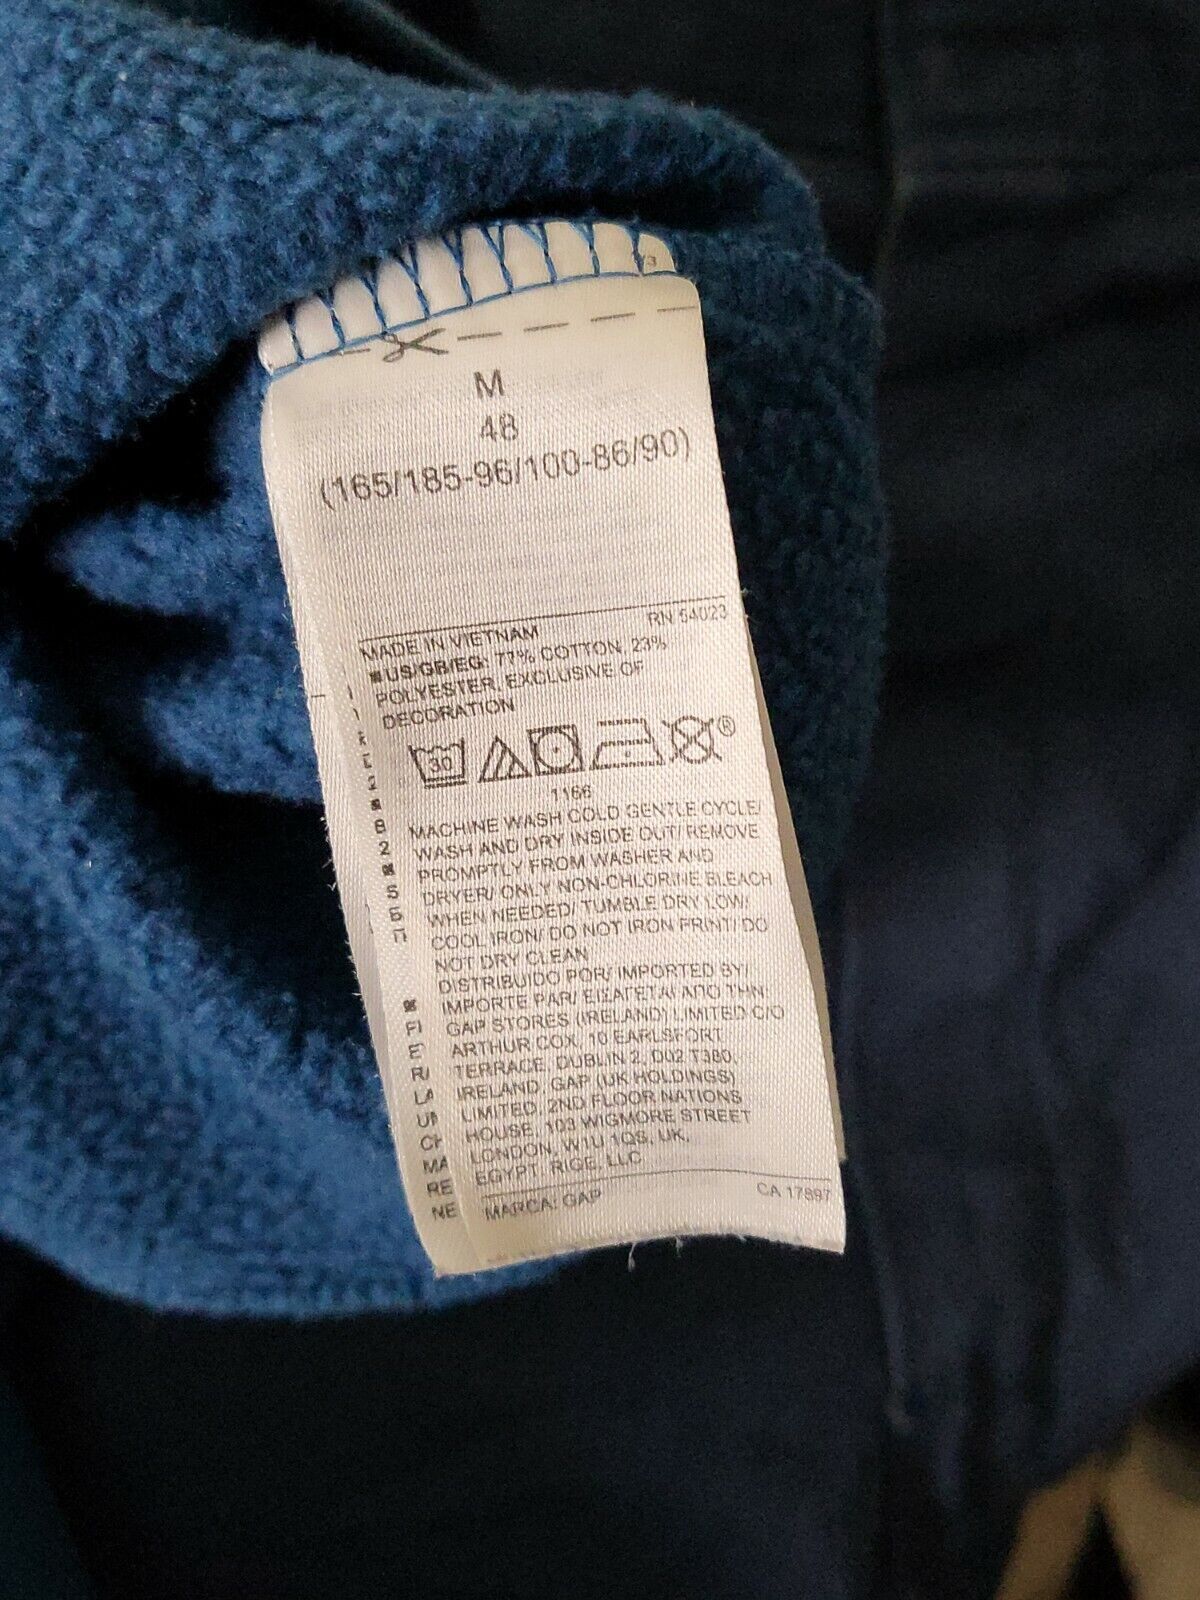 M
48
(165/185-96/100-86/90)
RN 54023
MADE IN VIETNAM
US/GB/EG: 77% COTTON, 23%
POLYESTER, EXCLUSIVE OF
DECORATION
30
1166
MACHINE WASH COLD GENTLE CYCLE/
WASH AND DRY INSIDE OUT/ REMOVE
PROMPTLY FROM WASHER AND
DRYER/ ONLY NON-CHLORINE BLEACH
WHEN NEEDED/ TUMBLE DRY LOW/
COOL IRON/ DO NOT IRON PRINT/ DO
NOT DRY CLEAN
DISTRIBUIDO POR/ IMPORTED BY/
IMPORTE PAR/ ΕΙΣΑΓΕΤΑΙ ΑΠΟ ΤΗΝ:
GAP STORES (IRELAND) LIMITED C/O
ARTHUR COX, 10 EARLSFORT
TERRACE, DUBLIN 2, D02 T380,
IRELAND, GAP (UK HOLDINGS)
LIMITED, 2ND FLOOR NATIONS
HOUSE, 103 WIGMORE STREET
LONDON, W1U 1QS, UK,
EGYPT: RIGE, LLC
MARCA: GAP
CA 17897